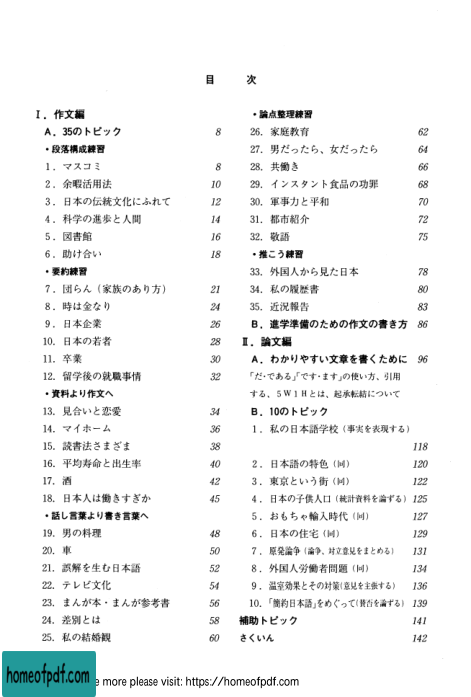 目　次
Ⅰ．作文編
A．35のトピック 8
・段落構成練習
1．マスコミ 8
2．余暇活用法 10
3．日本の伝統文化にふれて 12
4．科学の進歩と人間 14
5．図書館 16
6．助け合い 18
・要約練習
7．団らん（家族のあり方） 21
8．時は金なり 24
9．日本企業 26
10．日本の若者 28
11．卒業 30
12．留学後の就職事情 32
・資料より作文へ
13．見合いと恋愛 34
14．マイホーム 36
15．読書法さまざま 38
16．平均寿命と出生率 40
17．酒 42
18．日本人は働きすぎか 45
・話し言葉より書き言葉へ
19．男の料理 48
20．車 50
21．誤解を生む日本語 52
22．テレビ文化 54
23．まんが本・まんが参考書 56
24．差別とは 58
25．私の結婚観 60
・論点整理練習
26．家庭教育 62
27．男だったら、女だったら 64
28．共働き 66
29．インスタント食品の功罪 68
30．軍事力と平和 70
31．都市紹介 72
32．敬語 75
・推こう練習
33．外国人から見た日本 78
34．私の履歴書 80
35．近況報告 83
B．進学準備のための作文の書き方 86
Ⅱ．論文編
A．わかりやすい文章を書くために 96
「だ・である」「です・ます」の使い方、引用
する、5W1Hとは、起承転結について
B．10のトピック
1．私の日本語学校（事実を表現する）
118
2．日本語の特色（同） 120
3．東京という街（同） 122
4．日本の子供人口（統計資料を論ずる） 125
5．おもちゃ輸入時代（同） 127
6．日本の住宅（同） 129
7．原発論争（論争、対立意見をまとめる） 131
8．外国人労働者問題（同） 134
9．温室効果とその対策（意見を主張する） 136
10．「簡約日本語」をめぐって（賛否を論ずる） 139
補助トピック 141
さくいん 142
homeofpdf.com
e more please visit: https://homeofpdf.com